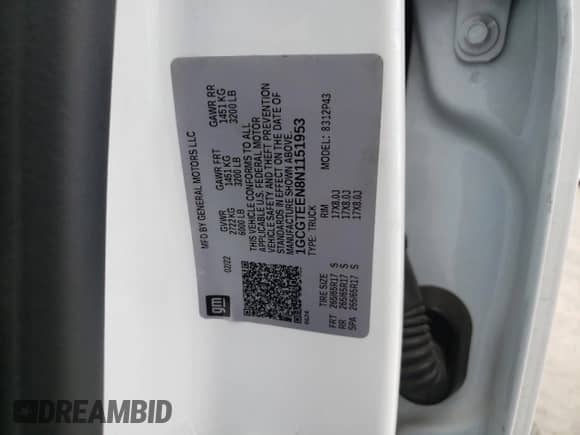 MFD BY GENERAL MOTORS LLC
02/22
GVWR
2722 KG
6000 LB
GAWR FRT
1451 KG
3200 LB
GAWR RR
1451 KG
3200 LB
THIS VEHICLE CONFORMS TO ALL
APPLICABLE U.S. FEDERAL MOTOR
VEHICLE SAFETY AND THEFT PREVENTION
STANDARDS IN EFFECT ON THE DATE OF
MANUFACTURE SHOWN ABOVE.
1GCGTEEN8N1151953
TYPE: TRUCK
MODEL: 8312P43
gm
TIRE SIZE
RIM
FRT 265/65R17 S 17X8.0J
RR 265/65R17 S 17X8.0J
SPA 265/65R17 S 17X8.0J
DREAMBID